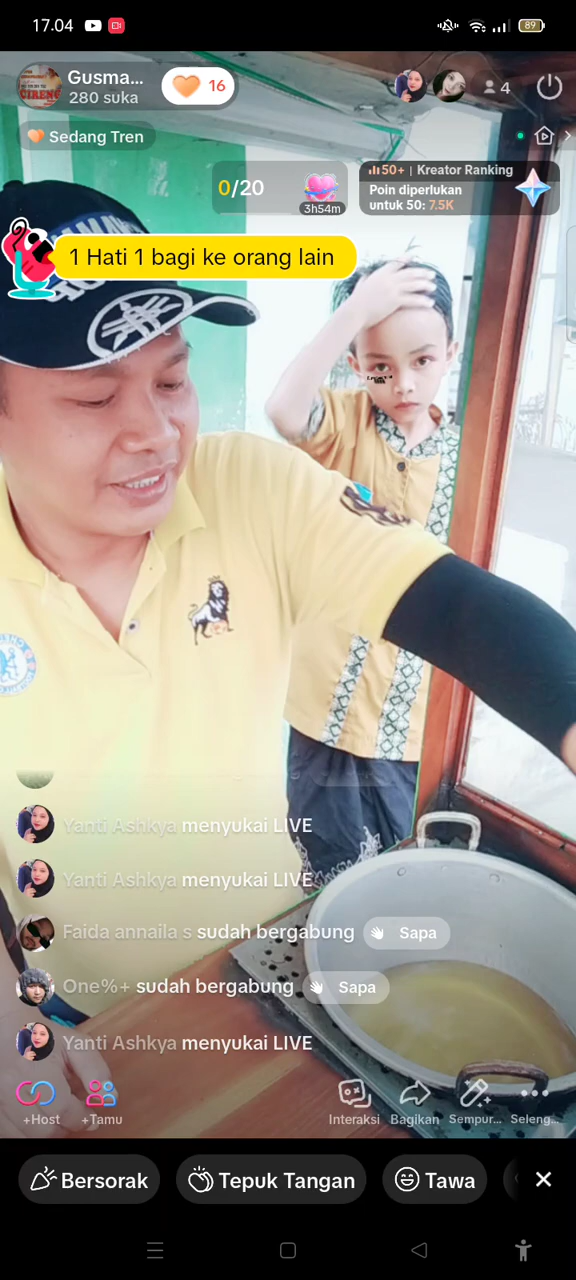 17.04
89
Gusma...
280 suka
16
4
Sedang Tren
0/20
3h54m
50+ | Kreator Ranking
Poin diperlukan
untuk 50: 7.5K
1 Hati 1 bagi ke orang lain
Yanti Ashkya menyukai LIVE
Yanti Ashkya menyukai LIVE
Faida annaila s sudah bergabung
Sapa
One%+ sudah bergabung
Sapa
Yanti Ashkya menyukai LIVE
+Host
+Tamu
Interaksi
Bagikan
Sempur...
Seleng...
Bersorak
Tepuk Tangan
Tawa